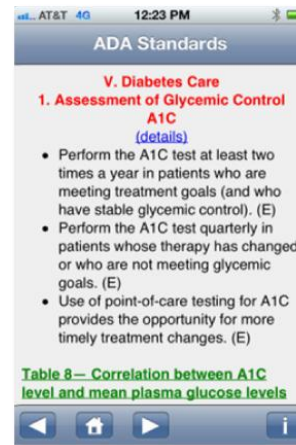 AT&T 4G 12:23 PM
ADA Standards
V. Diabetes Care
1. Assessment of Glycemic Control
A1C
(details)
• Perform the A1C test at least two
times a year in patients who are
meeting treatment goals (and who
have stable glycemic control). (E)
• Perform the A1C test quarterly in
patients whose therapy has changed
or who are not meeting glycemic
goals. (E)
• Use of point-of-care testing for A1C
provides the opportunity for more
timely treatment changes. (E)
Table 8— Correlation between A1C
level and mean plasma glucose levels
i